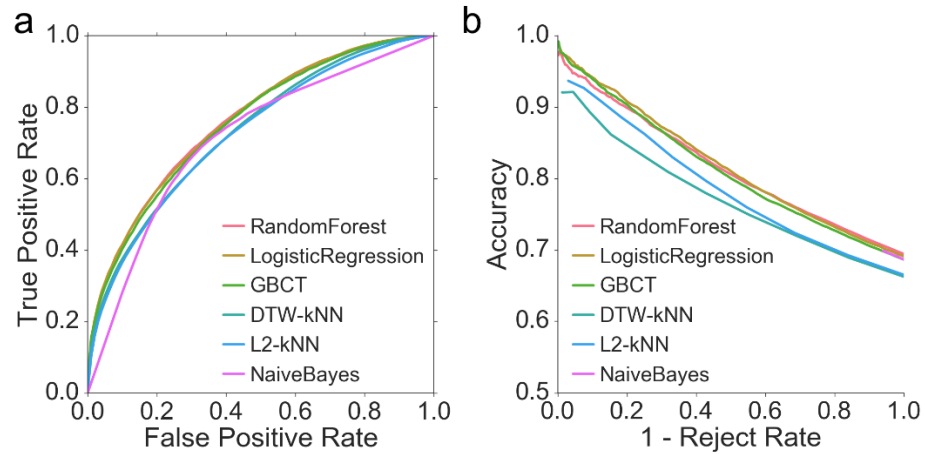 a
True Positive Rate
1.0
0.8
0.6
0.4
0.2
0.0
RandomForest
LogisticRegression
GBCT
DTW-kNN
L2-kNN
NaiveBayes
0.0 0.2 0.4 0.6 0.8 1.0
False Positive Rate
b
Accuracy
1.0
0.9
0.8
0.7
0.6
0.5
RandomForest
LogisticRegression
GBCT
DTW-kNN
L2-kNN
NaiveBayes
0.0 0.2 0.4 0.6 0.8 1.0
1 - Reject Rate